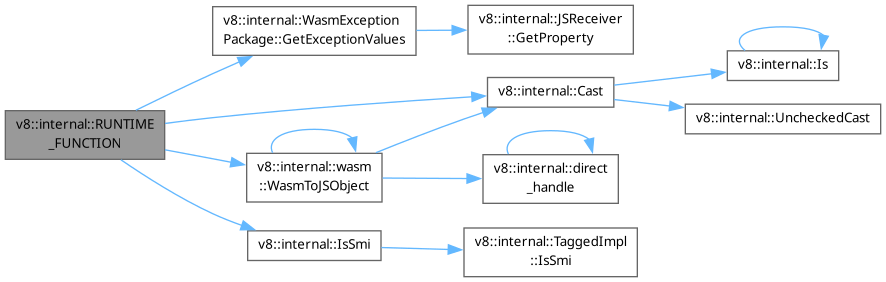 v8::internal::WasmException
Package::GetExceptionValues
v8::internal::JSReceiver
::GetProperty
v8::internal::Is
v8::internal::Cast
v8::internal::UncheckedCast
v8::internal::RUNTIME
_FUNCTION
v8::internal::wasm
::WasmToJSObject
v8::internal::direct
_handle
v8::internal::IsSmi
v8::internal::TaggedImpl
::IsSmi